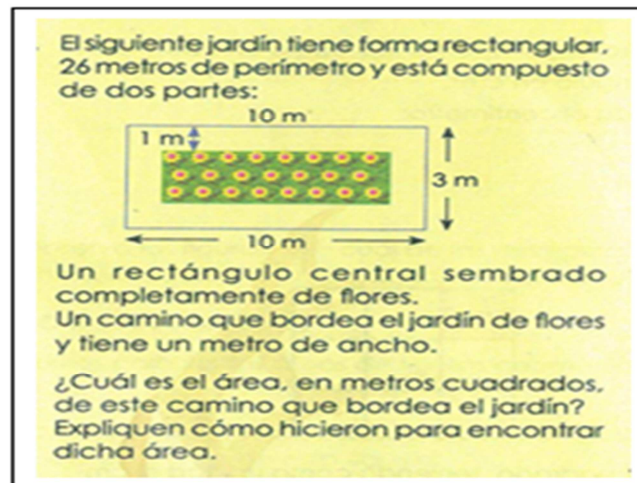 El siguiente jardín tiene forma rectangular,
26 metros de perímetro y está compuesto
de dos partes:
10 m
1 m
3 m
10 m
Un rectángulo central sembrado
completamente de flores.
Un camino que bordea el jardín de flores
y tiene un metro de ancho.
¿Cuál es el área, en metros cuadrados,
de este camino que bordea el jardín?
Expliquen cómo hicieron para encontrar
dicha área.